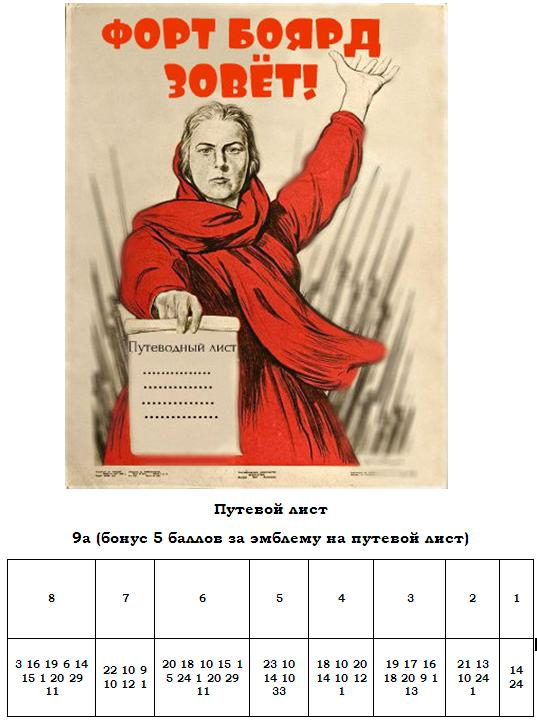 ФОРТ БОЯРД
ЗОВЁТ!
Путеводный лист
Путевой лист
9а (бонус 5 баллов за эмблему на путевой лист)
8 7 6 5 4 3 2 1
3 16 19 6 14
15 1 20 29
11
22 10 9
10 12 1
20 18 10 15 1
5 24 1 20 29
11
23 10
14 10
33
18 10 20
14 10 12
1
19 17 16
18 20 9 1
13
21 13
10 24
1
14
24